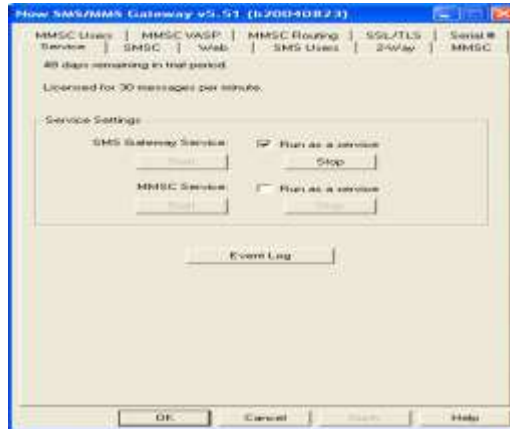 Now SMS/MMS Gateway v5.51 (b20040823)
MMSC Users MMSC VASP MMSC Routing SSL/TLS Serial #
Service SMSC Web SMS Users 2-Way MMSC
48 days remaining in trial period.
Licensed for 30 messages per minute.
Service Settings
SMS Gateway Service: Run as a service
Start Stop
MMSC Service: Run as a service
Start Stop
Event Log
OK Cancel Apply Help